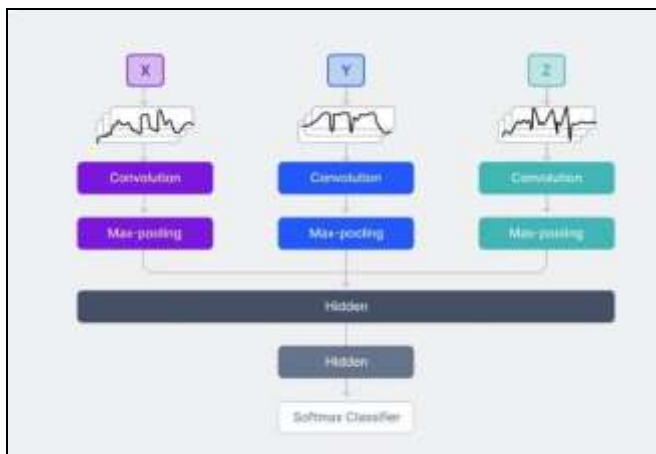 X Y Z
Convolution Convolution Convolution
Max-pooling Max-pooling Max-pooling
Hidden
Hidden
Softmax Classifier